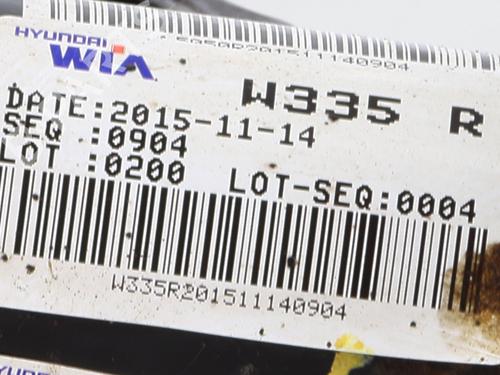 HYUNDAI
WIA
W335 R
DATE:2015-11-14
SEQ :0904
LOT :0200 LOT-SEQ:0004
W335R201511140904